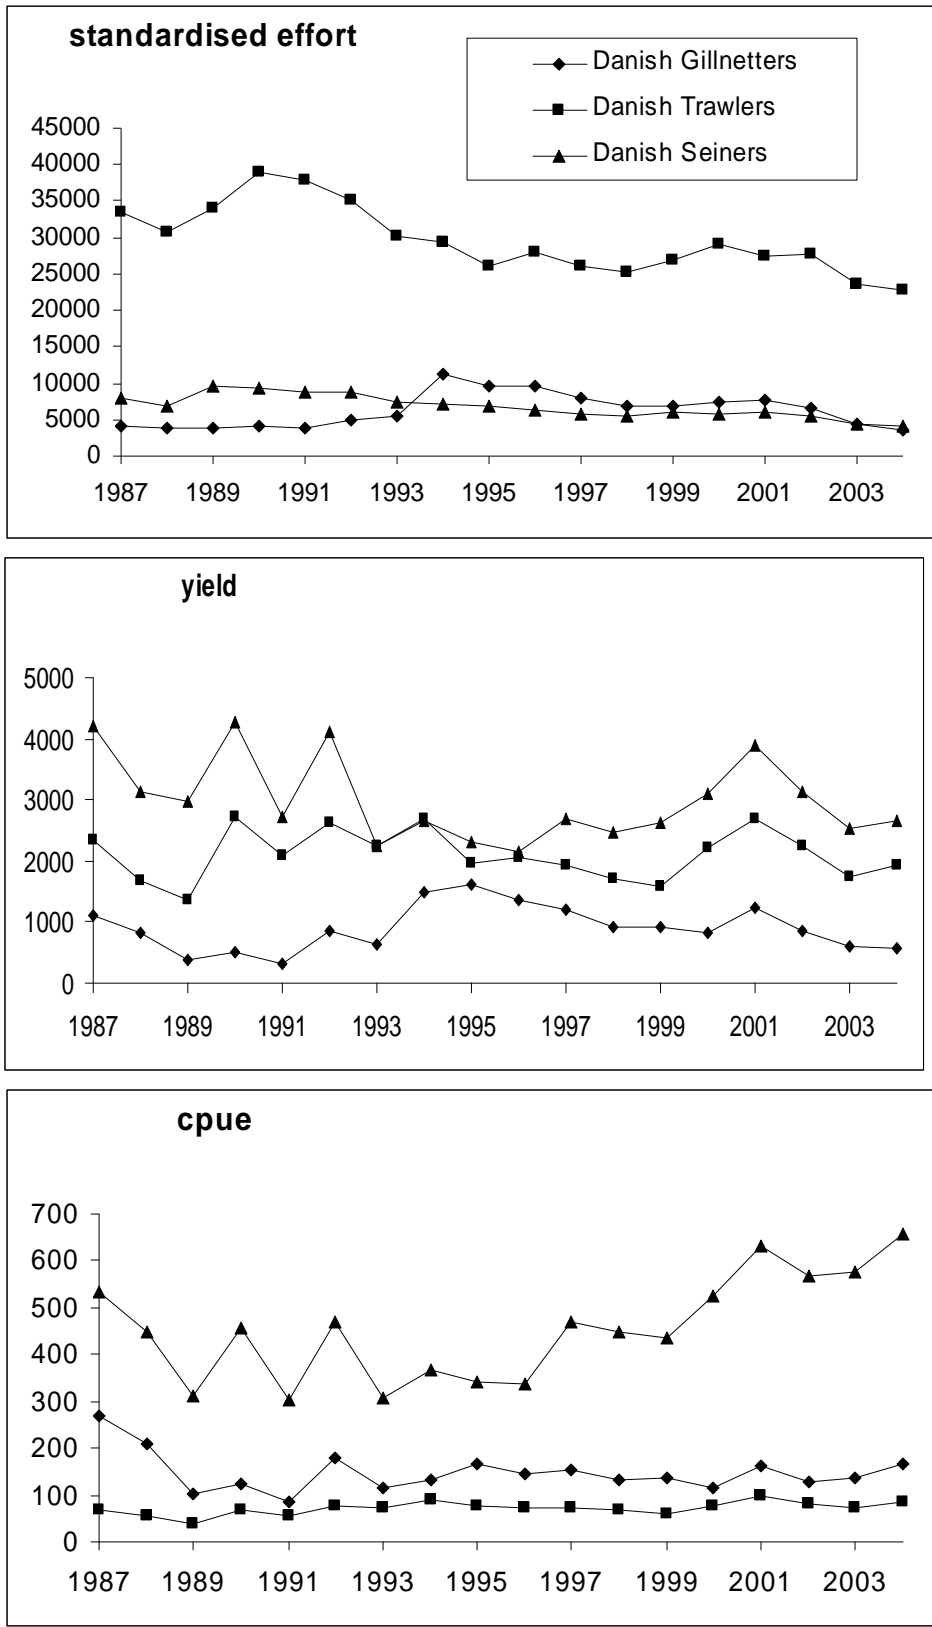 standardised effort
Danish Gillnetters
Danish Trawlers
Danish Seiners
45000
40000
35000
30000
25000
20000
15000
10000
5000
0
1987 1989 1991 1993 1995 1997 1999 2001 2003
yield
5000
4000
3000
2000
1000
0
1987 1989 1991 1993 1995 1997 1999 2001 2003
cpue
700
600
500
400
300
200
100
0
1987 1989 1991 1993 1995 1997 1999 2001 2003